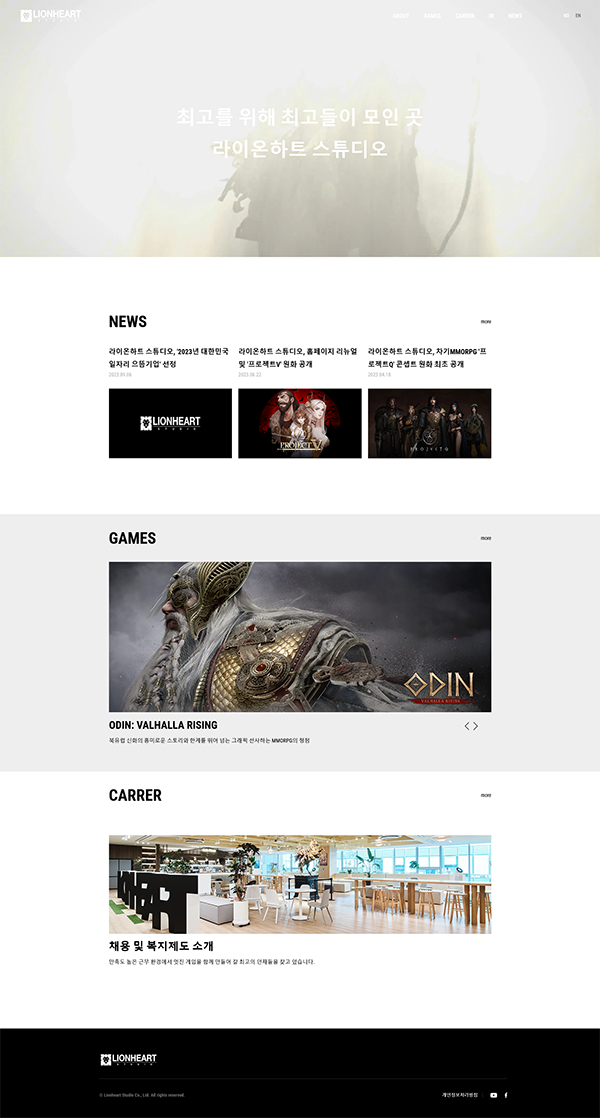 LIONHEART
STUDIO
ABOUT GAMES CARRER IR NEWS KO EN
최고를 위해 최고들이 모인 곳
라이온하트 스튜디오
NEWS
more
라이온하트 스튜디오, '2023년 대한민국
일자리 으뜸기업' 선정
2023.09.06
라이온하트 스튜디오, 홈페이지 리뉴얼
및 '프로젝트V' 원화 공개
2023.08.22
라이온하트 스튜디오, 차기MMORPG '프
로젝트Q' 콘셉트 원화 최초 공개
2023.04.18
LIONHEART
STUDIO
PROJECT V
PROJECT Q
GAMES
more
ODIN
VALHALLA RISING
ODIN: VALHALLA RISING
북유럽 신화의 흥미로운 스토리와 한계를 뛰어 넘는 그래픽 선사하는 MMORPG의 정점
CARRER
more
HEART
채용 및 복지제도 소개
만족도 높은 근무 환경에서 멋진 게임을 함께 만들어 갈 최고의 인재들을 찾고 있습니다.
LIONHEART
STUDIO
© Lionheart Studio Co., Ltd. All rights reserved.
개인정보처리방침